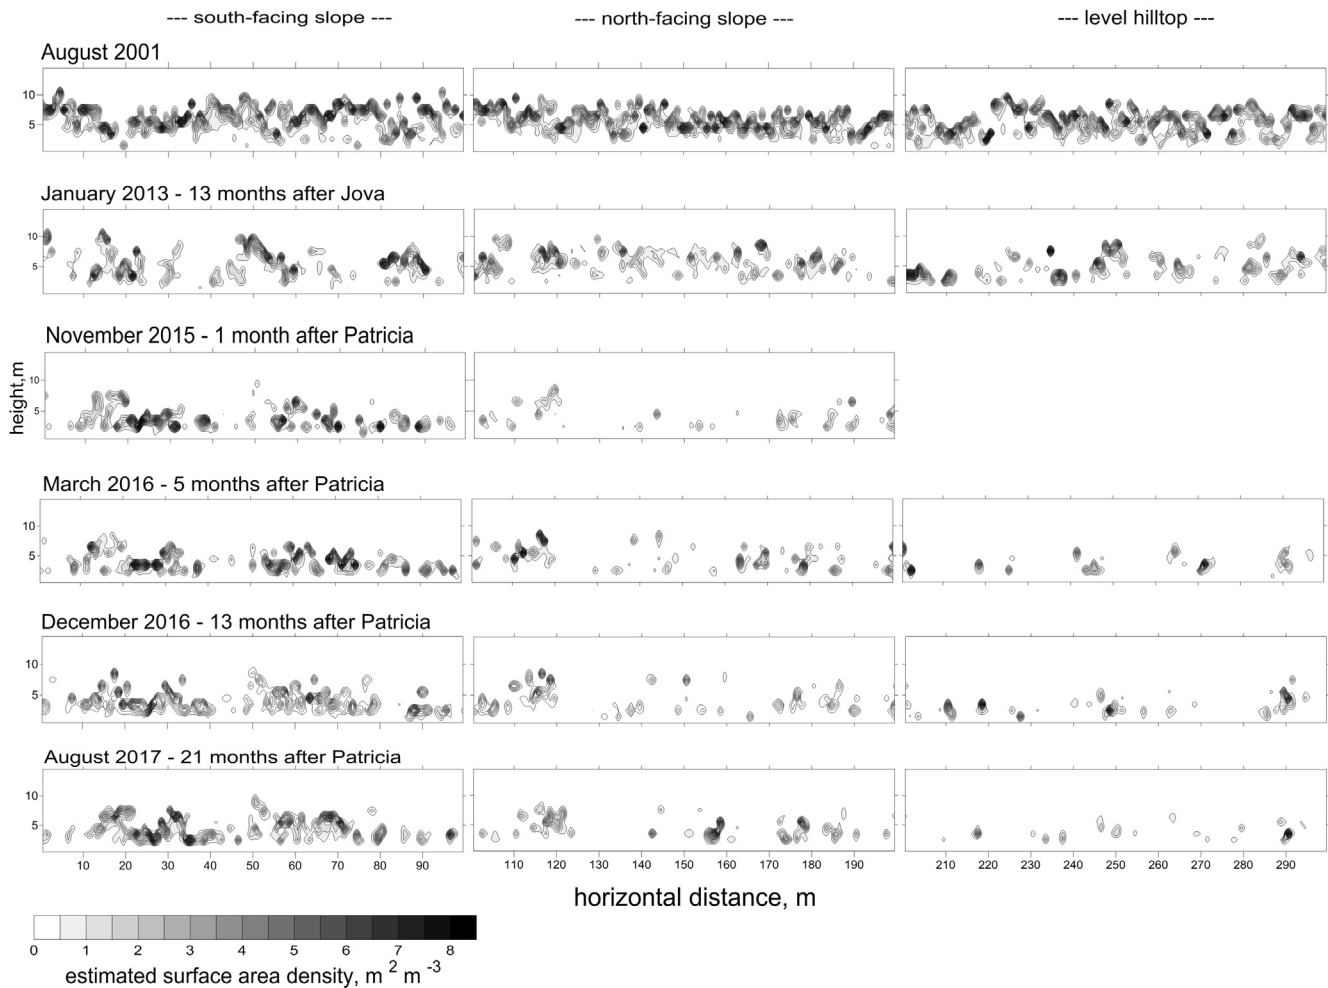 --- south-facing slope ---
--- north-facing slope ---
--- level hilltop ---
August 2001
10
5
January 2013 - 13 months after Jova
10
5
November 2015 - 1 month after Patricia
10
5
height,m
March 2016 - 5 months after Patricia
10
5
December 2016 - 13 months after Patricia
10
5
August 2017 - 21 months after Patricia
10
5
10 20 30 40 50 60 70 80 90 110 120 130 140 150 160 170 180 190 210 220 230 240 250 260 270 280 290
horizontal distance, m
0 1 2 3 4 5 6 7 8
estimated surface area density, m 2 m -3